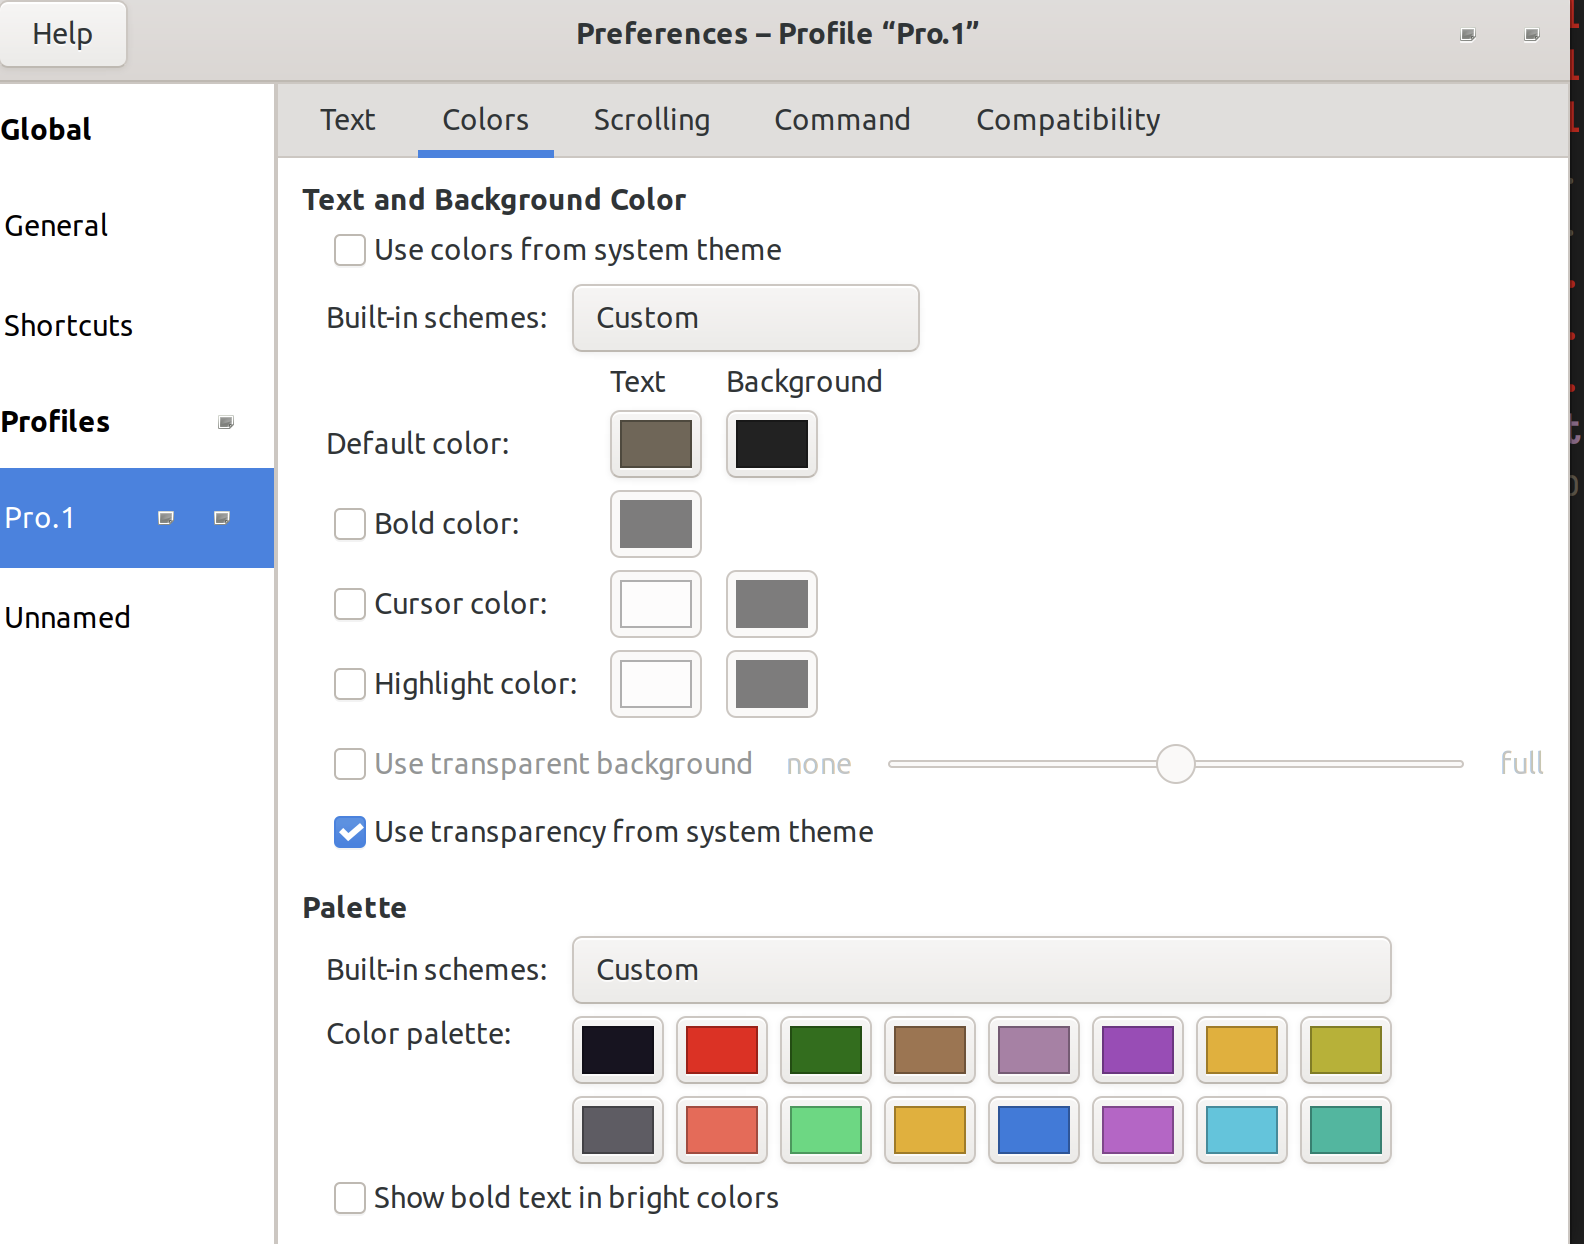 Help
Preferences – Profile “Pro.1”
Global
General
Shortcuts
Profiles
Pro.1
Unnamed
Text Colors Scrolling Command Compatibility
Text and Background Color
Use colors from system theme
Built-in schemes: Custom
Text Background
Default color:
Bold color:
Cursor color:
Highlight color:
Use transparent background none full
Use transparency from system theme
Palette
Built-in schemes: Custom
Color palette:
Show bold text in bright colors